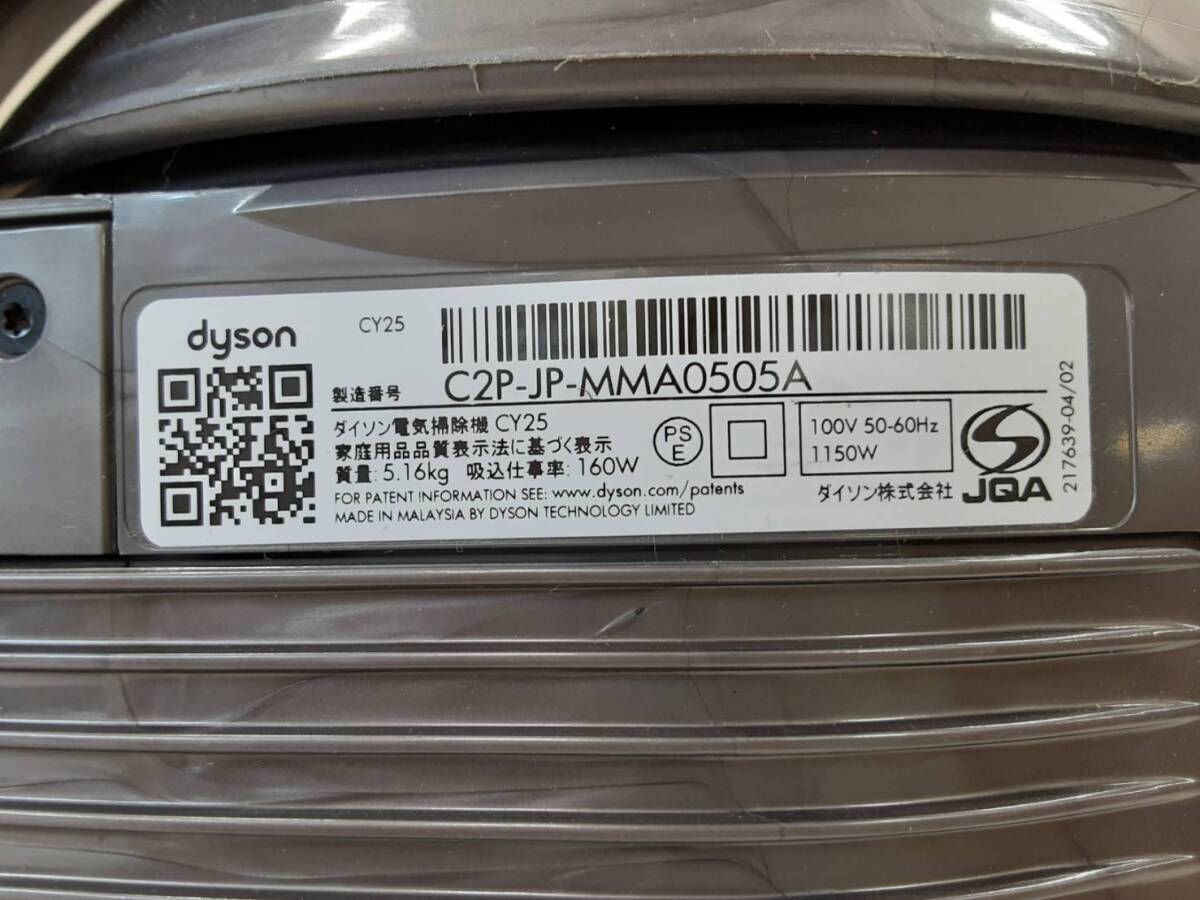 dyson
CY25
製造番号 C2P-JP-MMA0505A
ダイソン電気掃除機 CY25
家庭用品品質表示法に基づく表示
質量: 5.16kg 吸込仕事率: 160W
FOR PATENT INFORMATION SEE: www.dyson.com/patents
MADE IN MALAYSIA BY DYSON TECHNOLOGY LIMITED
PS
E
100V 50-60Hz
1150W
JQA
ダイソン株式会社
217639-04/02